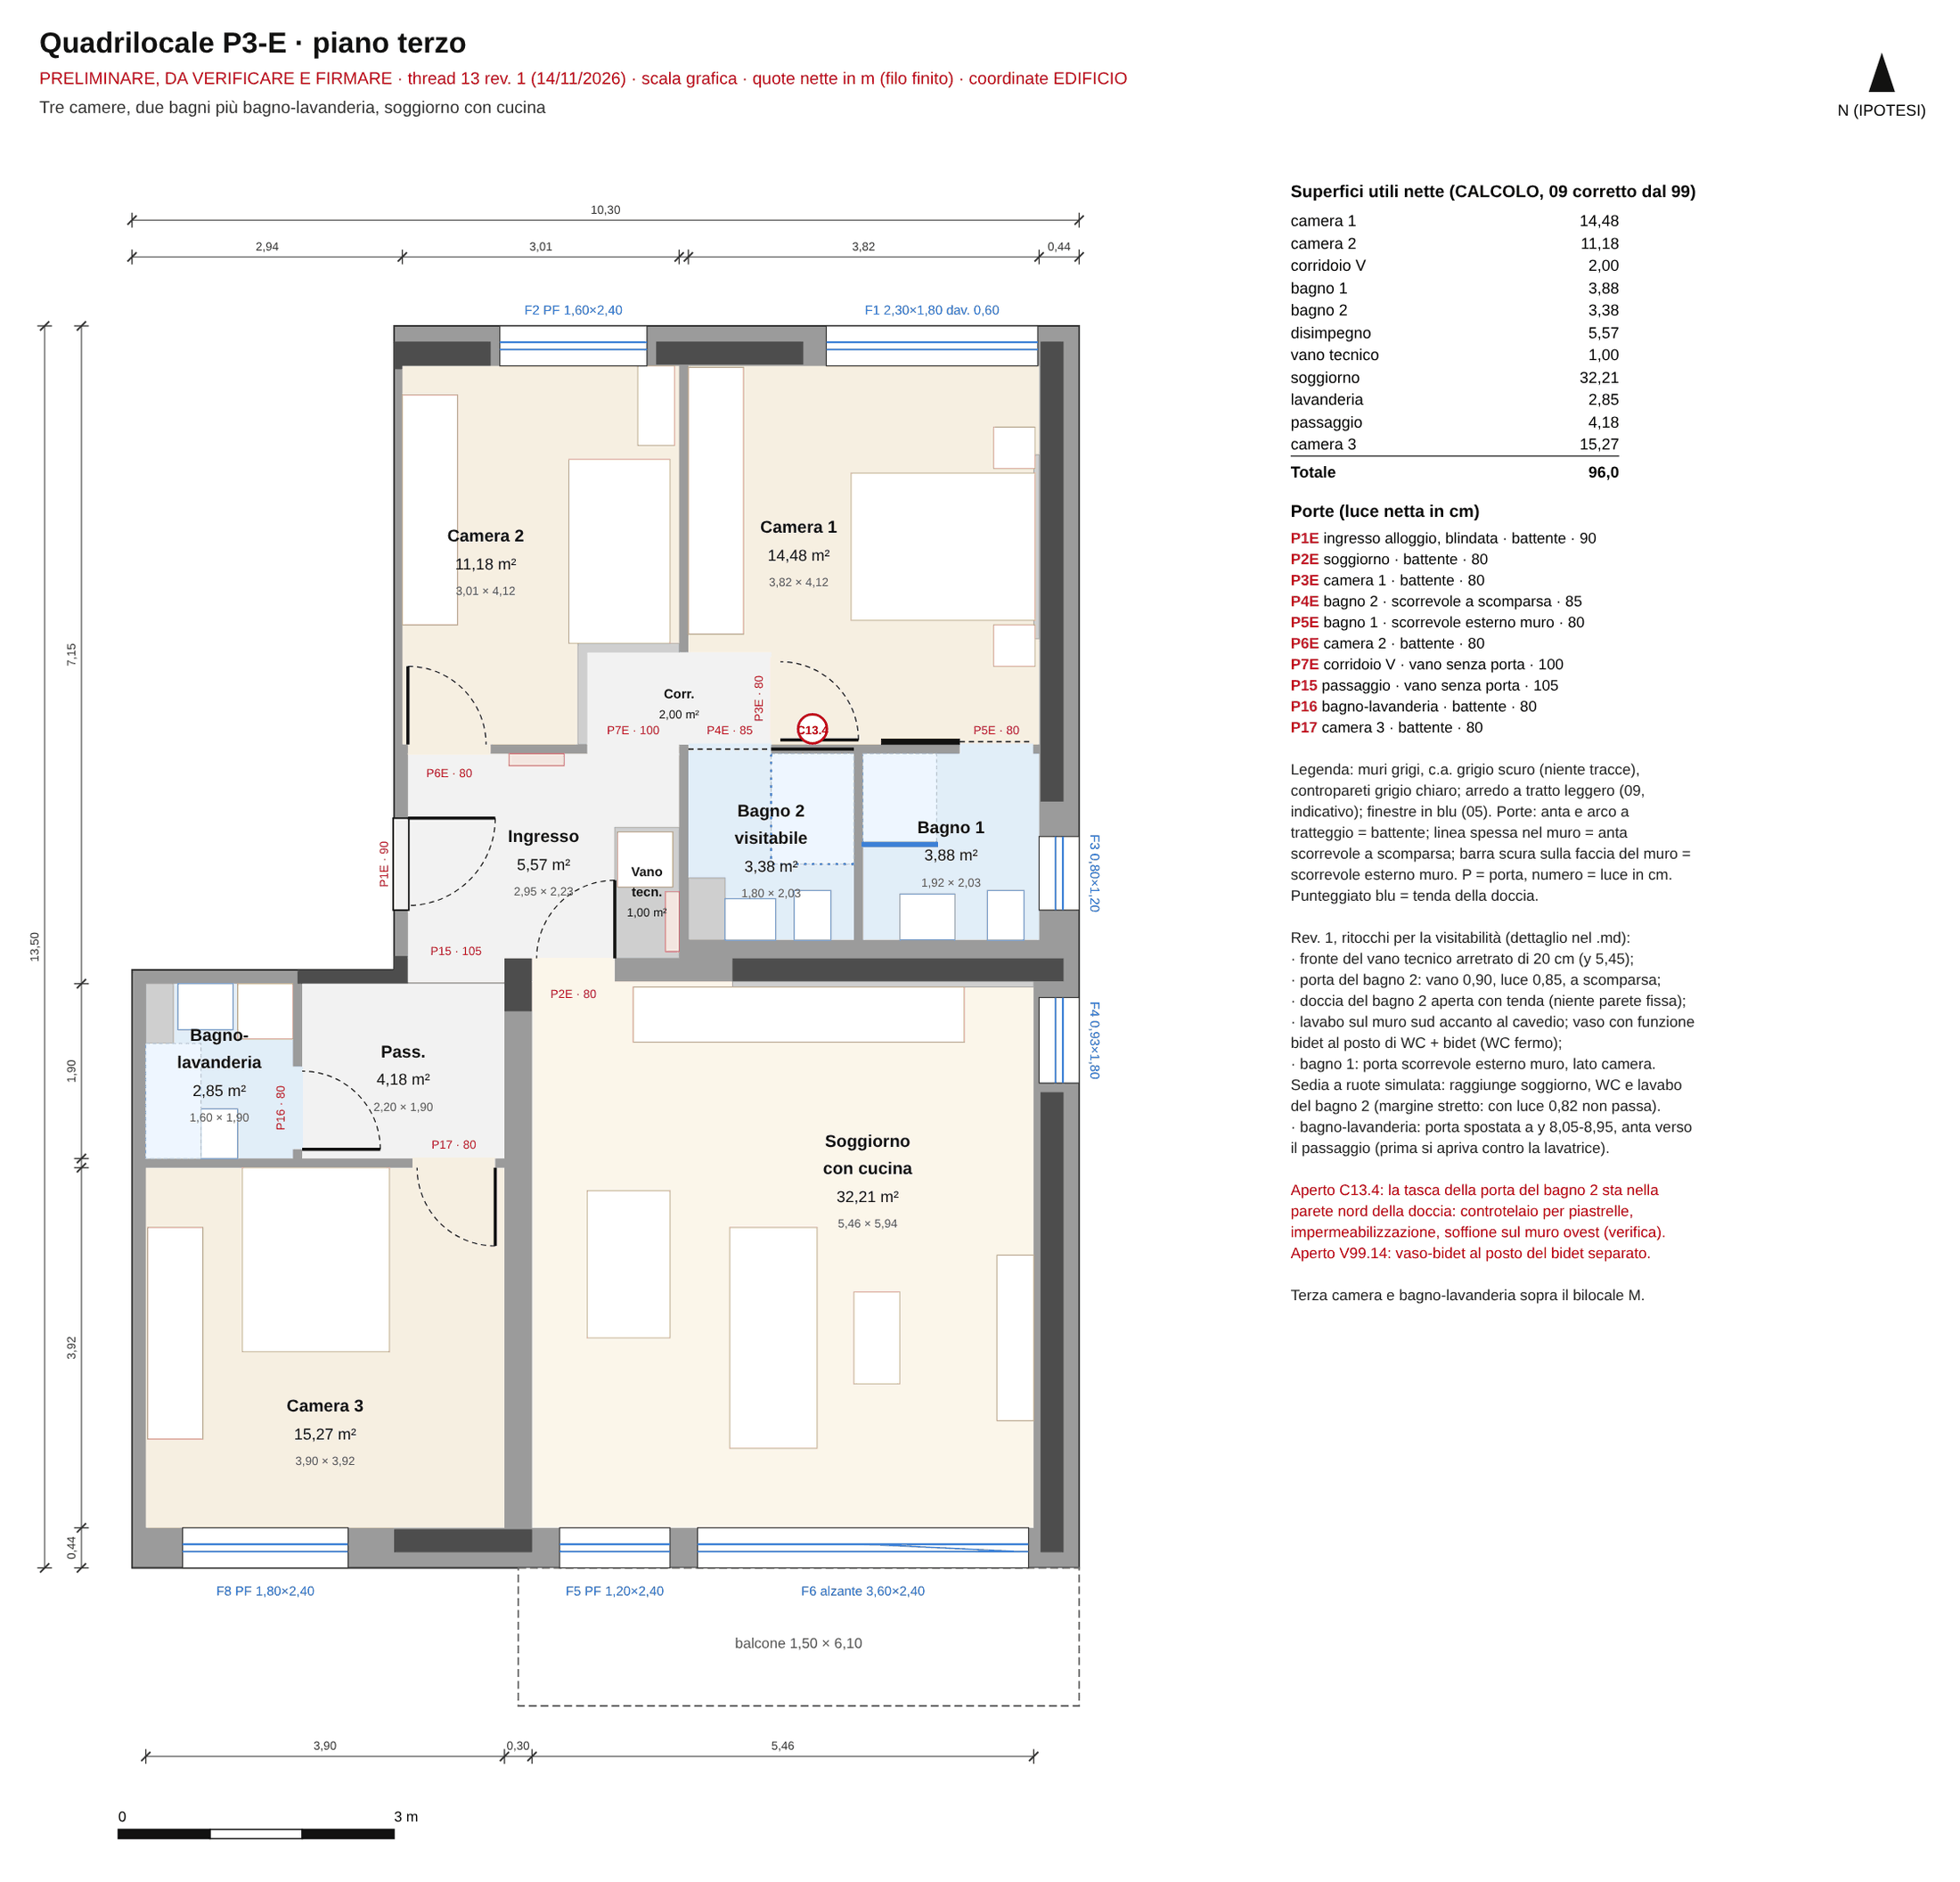 Quadrilocale P3-E · piano terzo
PRELIMINARE, DA VERIFICARE E FIRMARE · thread 13 rev. 1 (14/11/2026) · scala grafica · quote nette in m (filo finito) · coordinate EDIFICIO
Tre camere, due bagni più bagno-lavanderia, soggiorno con cucina
N (IPOTESI)
10,30
2,94
3,01
3,82
0,44
F2 PF 1,60×2,40
F1 2,30×1,80 dav. 0,60
13,50
7,15
1,90
3,92
0,44
Camera 2
11,18 m²
3,01 × 4,12
Camera 1
14,48 m²
3,82 × 4,12
Corr.
2,00 m²
P7E · 100
P4E · 85
P3E · 80
C13.4
P5E · 80
P6E · 80
P1E · 90
Ingresso
5,57 m²
2,95 × 2,23
Vano
tecn.
1,00 m²
Bagno 2
visitabile
3,38 m²
1,80 × 2,03
Bagno 1
3,88 m²
1,92 × 2,03
F3 0,80×1,20
P15 · 105
P2E · 80
F4 0,93×1,80
Bagno-
lavanderia
2,85 m²
1,60 × 1,90
P16 · 80
Pass.
4,18 m²
2,20 × 1,90
P17 · 80
Soggiorno
con cucina
32,21 m²
5,46 × 5,94
Camera 3
15,27 m²
3,90 × 3,92
F8 PF 1,80×2,40
F5 PF 1,20×2,40
F6 alzante 3,60×2,40
balcone 1,50 × 6,10
3,90
0,30
5,46
0
3 m
Superfici utili nette (CALCOLO, 09 corretto dal 99)
camera 1 14,48
camera 2 11,18
corridoio V 2,00
bagno 1 3,88
bagno 2 3,38
disimpegno 5,57
vano tecnico 1,00
soggiorno 32,21
lavanderia 2,85
passaggio 4,18
camera 3 15,27
Totale 96,0
Porte (luce netta in cm)
P1E ingresso alloggio, blindata · battente · 90
P2E soggiorno · battente · 80
P3E camera 1 · battente · 80
P4E bagno 2 · scorrevole a scomparsa · 85
P5E bagno 1 · scorrevole esterno muro · 80
P6E camera 2 · battente · 80
P7E corridoio V · vano senza porta · 100
P15 passaggio · vano senza porta · 105
P16 bagno-lavanderia · battente · 80
P17 camera 3 · battente · 80
Legenda: muri grigi, c.a. grigio scuro (niente tracce),
contropareti grigio chiaro; arredo a tratto leggero (09,
indicativo); finestre in blu (05). Porte: anta e arco a
tratteggio = battente; linea spessa nel muro = anta
scorrevole a scomparsa; barra scura sulla faccia del muro =
scorrevole esterno muro. P = porta, numero = luce in cm.
Punteggiato blu = tenda della doccia.
Rev. 1, ritocchi per la visitabilità (dettaglio nel .md):
· fronte del vano tecnico arretrato di 20 cm (y 5,45);
· porta del bagno 2: vano 0,90, luce 0,85, a scomparsa;
· doccia del bagno 2 aperta con tenda (niente parete fissa);
· lavabo sul muro sud accanto al cavedio; vaso con funzione
bidet al posto di WC + bidet (WC fermo);
· bagno 1: porta scorrevole esterno muro, lato camera.
Sedia a ruote simulata: raggiunge soggiorno, WC e lavabo
del bagno 2 (margine stretto: con luce 0,82 non passa).
· bagno-lavanderia: porta spostata a y 8,05-8,95, anta verso
il passaggio (prima si apriva contro la lavatrice).
Aperto C13.4: la tasca della porta del bagno 2 sta nella
parete nord della doccia: controtelaio per piastrelle,
impermeabilizzazione, soffione sul muro ovest (verifica).
Aperto V99.14: vaso-bidet al posto del bidet separato.
Terza camera e bagno-lavanderia sopra il bilocale M.